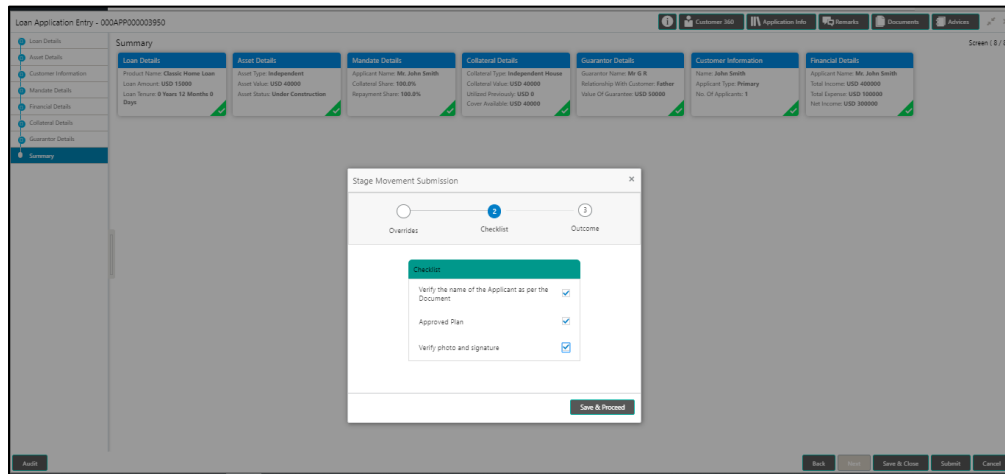 Loan Application Entry - 000APP000003950
Customer 360
Application Info
Remarks
Documents
Advices
Loan Details
Asset Details
Customer Information
Mandate Details
Financial Details
Collateral Details
Guarantor Details
Summary
Summary
Screen ( 8 / 8
Loan Details
Product Name: Classic Home Loan
Loan Amount: USD 15000
Loan Tenure: 0 Years 12 Months 0
Days
Asset Details
Asset Type: Independent
Asset Value: USD 40000
Asset Status: Under Construction
Mandate Details
Applicant Name: Mr. John Smith
Collateral Share: 100.0%
Repayment Share: 100.0%
Collateral Details
Collateral Type: Independent House
Collateral Value: USD 40000
Utilized Previously: USD 0
Cover Available: USD 40000
Guarantor Details
Guarantor Name: Mr G R
Relationship With Customer: Father
Value Of Guarantee: USD 50000
Customer Information
Name: John Smith
Applicant Type: Primary
No. Of Applicants: 1
Financial Details
Applicant Name: Mr. John Smith
Total Income: USD 400000
Total Expense: USD 100000
Net Income: USD 300000
Stage Movement Submission
2
3
Overrides
Checklist
Outcome
Checklist
Verify the name of the Applicant as per the
Document
Approved Plan
Verify photo and signature
Save & Proceed
Audit
Back
Next
Save & Close
Submit
Cancel